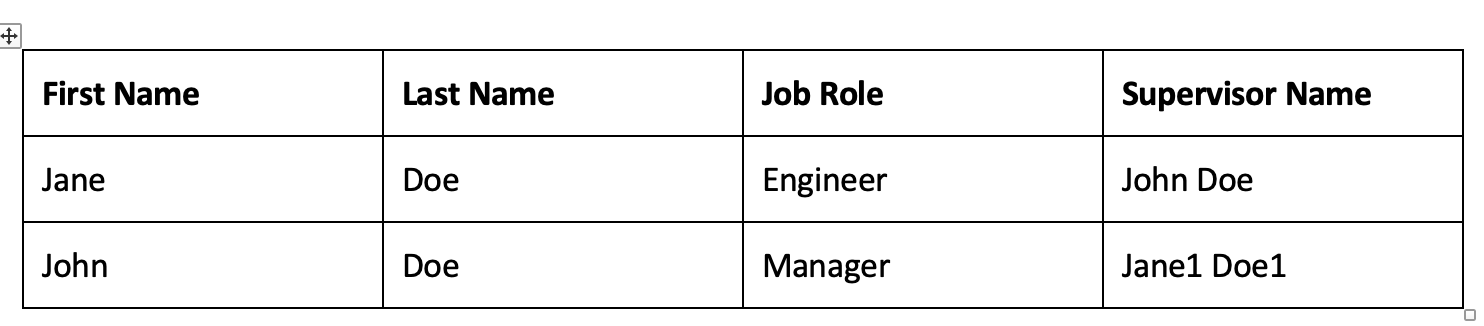 First Name Last Name Job Role Supervisor Name
Jane Doe Engineer John Doe
John Doe Manager Jane1 Doe1